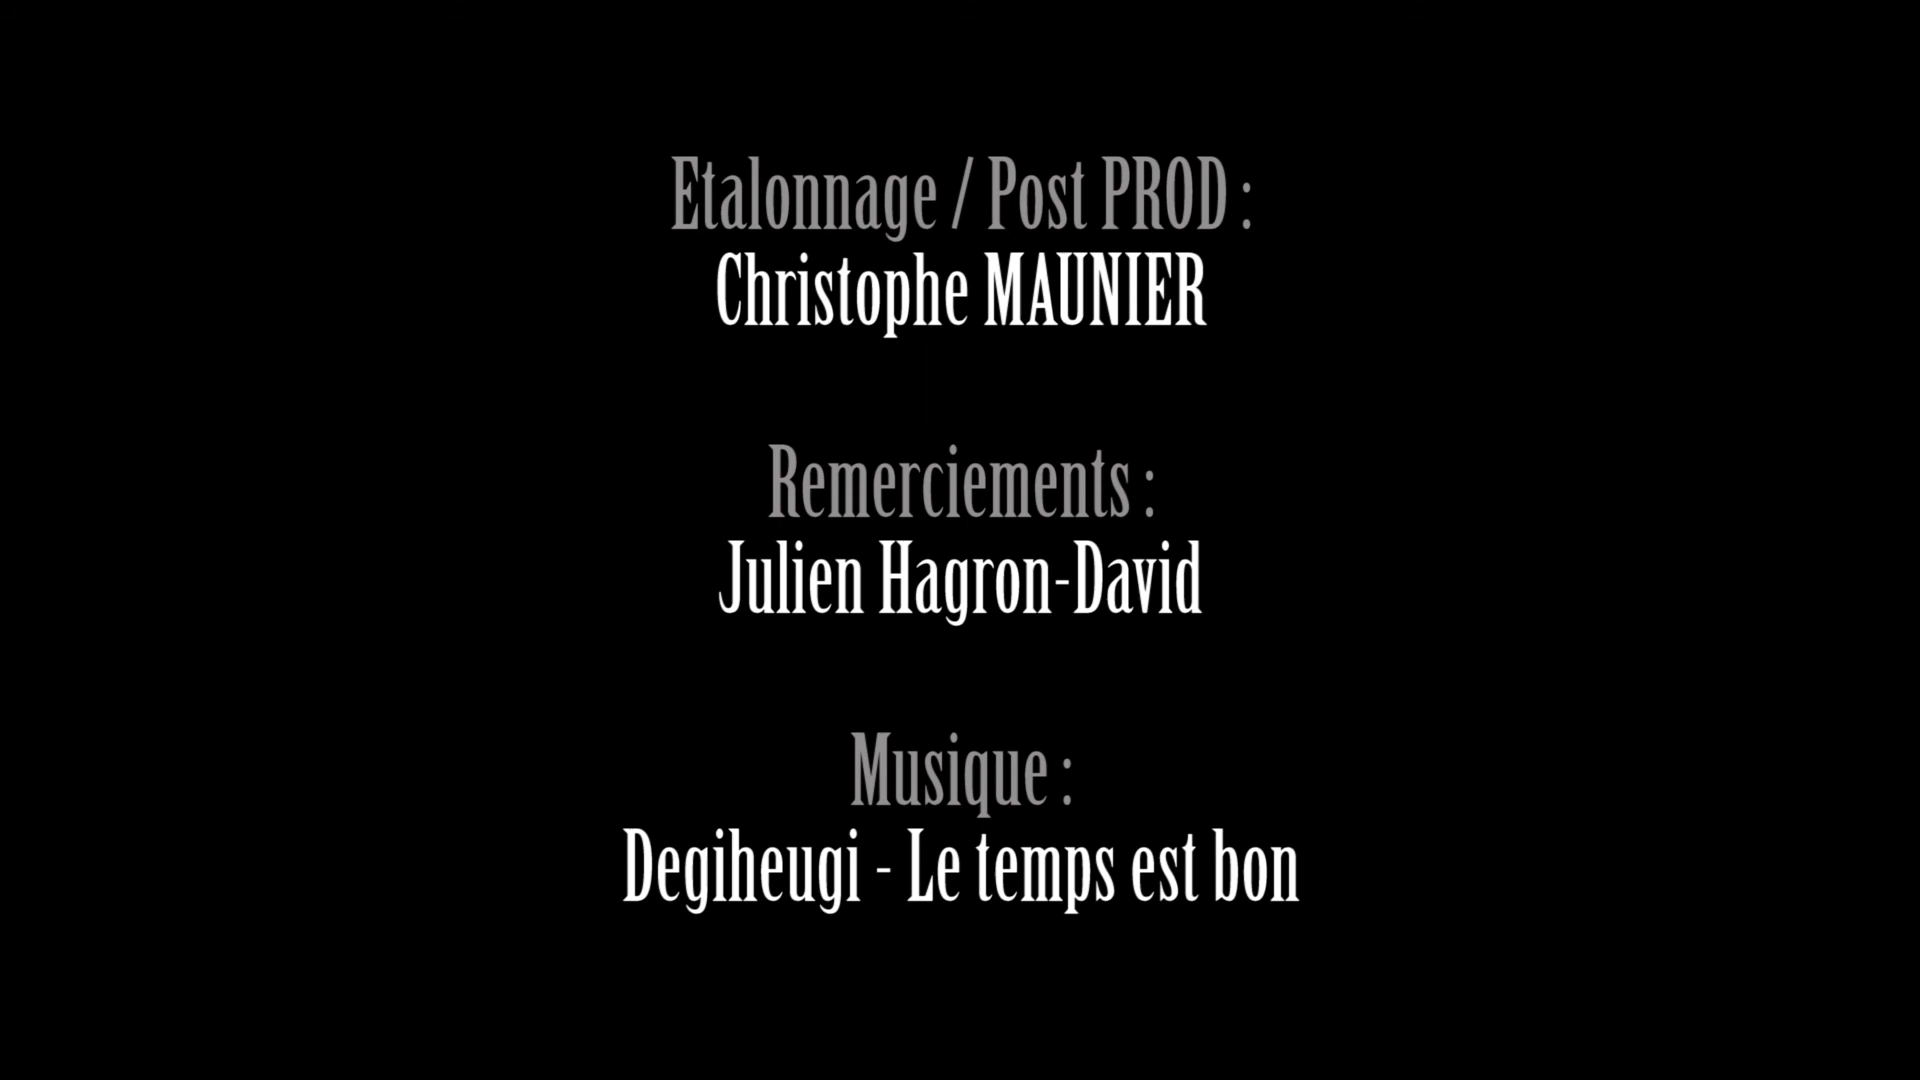 Etalonnage / Post PROD :
Christophe MAUNIER
Remerciements :
Julien Hagron-David
Musique :
Degiheugi - Le temps est bon